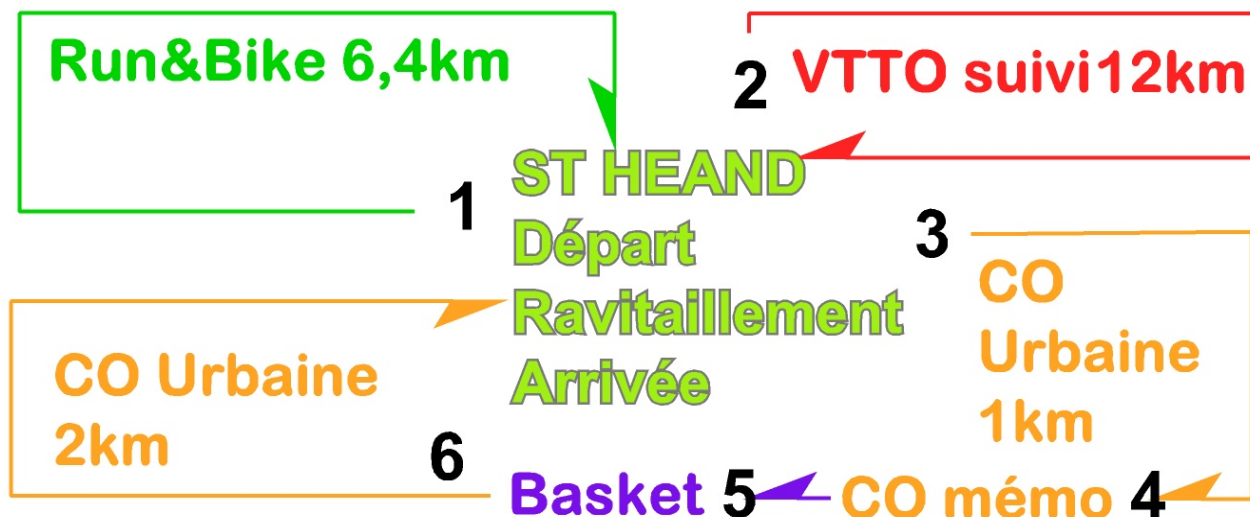 Run&Bike 6,4km
2 VTTO suivi12km
1
ST HEAND
Départ
Ravitaillement
Arrivée
3
CO
Urbaine
1km
CO Urbaine
2km
6
Basket 5 CO mémo 4